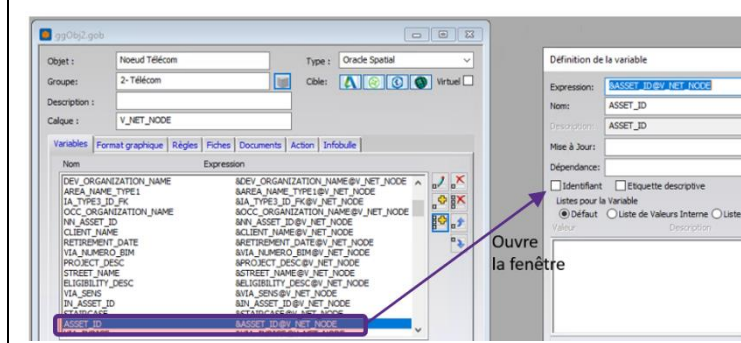 ggObj2.gob
Objet : Noeud Télécom Type : Oracle Spatial
Groupe: 2- Télécom Cible: Virtuel
Description :
Calque : V_NET_NODE
Variables Format graphique Règles Fiches Documents Action Infobulle
Nom Expression
DEV_ORGANIZATION_NAME &DEV_ORGANIZATION_NAME@V_NET_NODE
AREA_NAME_TYPE1 &AREA_NAME_TYPE1@V_NET_NODE
IA_TYPE3_ID_FK &IA_TYPE3_ID_FK@V_NET_NODE
OCC_ORGANIZATION_NAME &OCC_ORGANIZATION_NAME@V_NET_NODE
NN_ASSET_ID &NN_ASSET_ID@V_NET_NODE
CLIENT_NAME &CLIENT_NAME@V_NET_NODE
RETIREMENT_DATE &RETIREMENT_DATE@V_NET_NODE
VIA_NUMERO_BIM &VIA_NUMERO_BIM@V_NET_NODE
PROJECT_DESC &PROJECT_DESC@V_NET_NODE
STREET_NAME &STREET_NAME@V_NET_NODE
ELIGIBILITY_DESC &ELIGIBILITY_DESC@V_NET_NODE
VIA_SENS &VIA_SENS@V_NET_NODE
IN_ASSET_ID &IN_ASSET_ID@V_NET_NODE
STAIRCASE &STAIRCASE@V_NET_NODE
ASSET_ID &ASSET_ID@V_NET_NODE
Ouvre
la fenêtre
Définition de la variable
Expression: &ASSET_ID@V_NET_NODE
Nom: ASSET_ID
Description: ASSET_ID
Mise à Jour:
Dépendance:
Identifiant Etiquette descriptive
Listes pour la Variable
Défaut Liste de Valeurs Interne Liste
Valeur Description